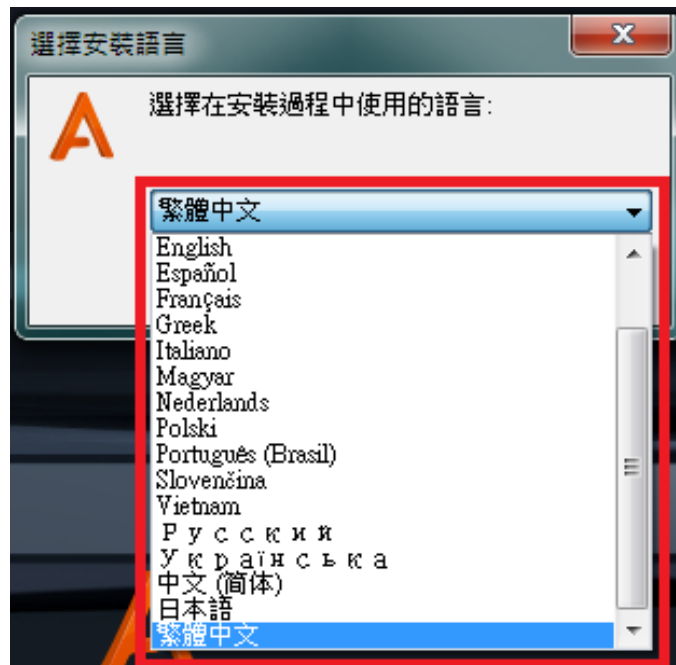 選擇安裝語言
選擇在安裝過程中使用的語言:
繁體中文
English
Español
Français
Greek
Italiano
Magyar
Nederlands
Polski
Português (Brasil)
Slovenčina
Vietnam
Русский
Українська
中文 (简体)
日本語
繁體中文